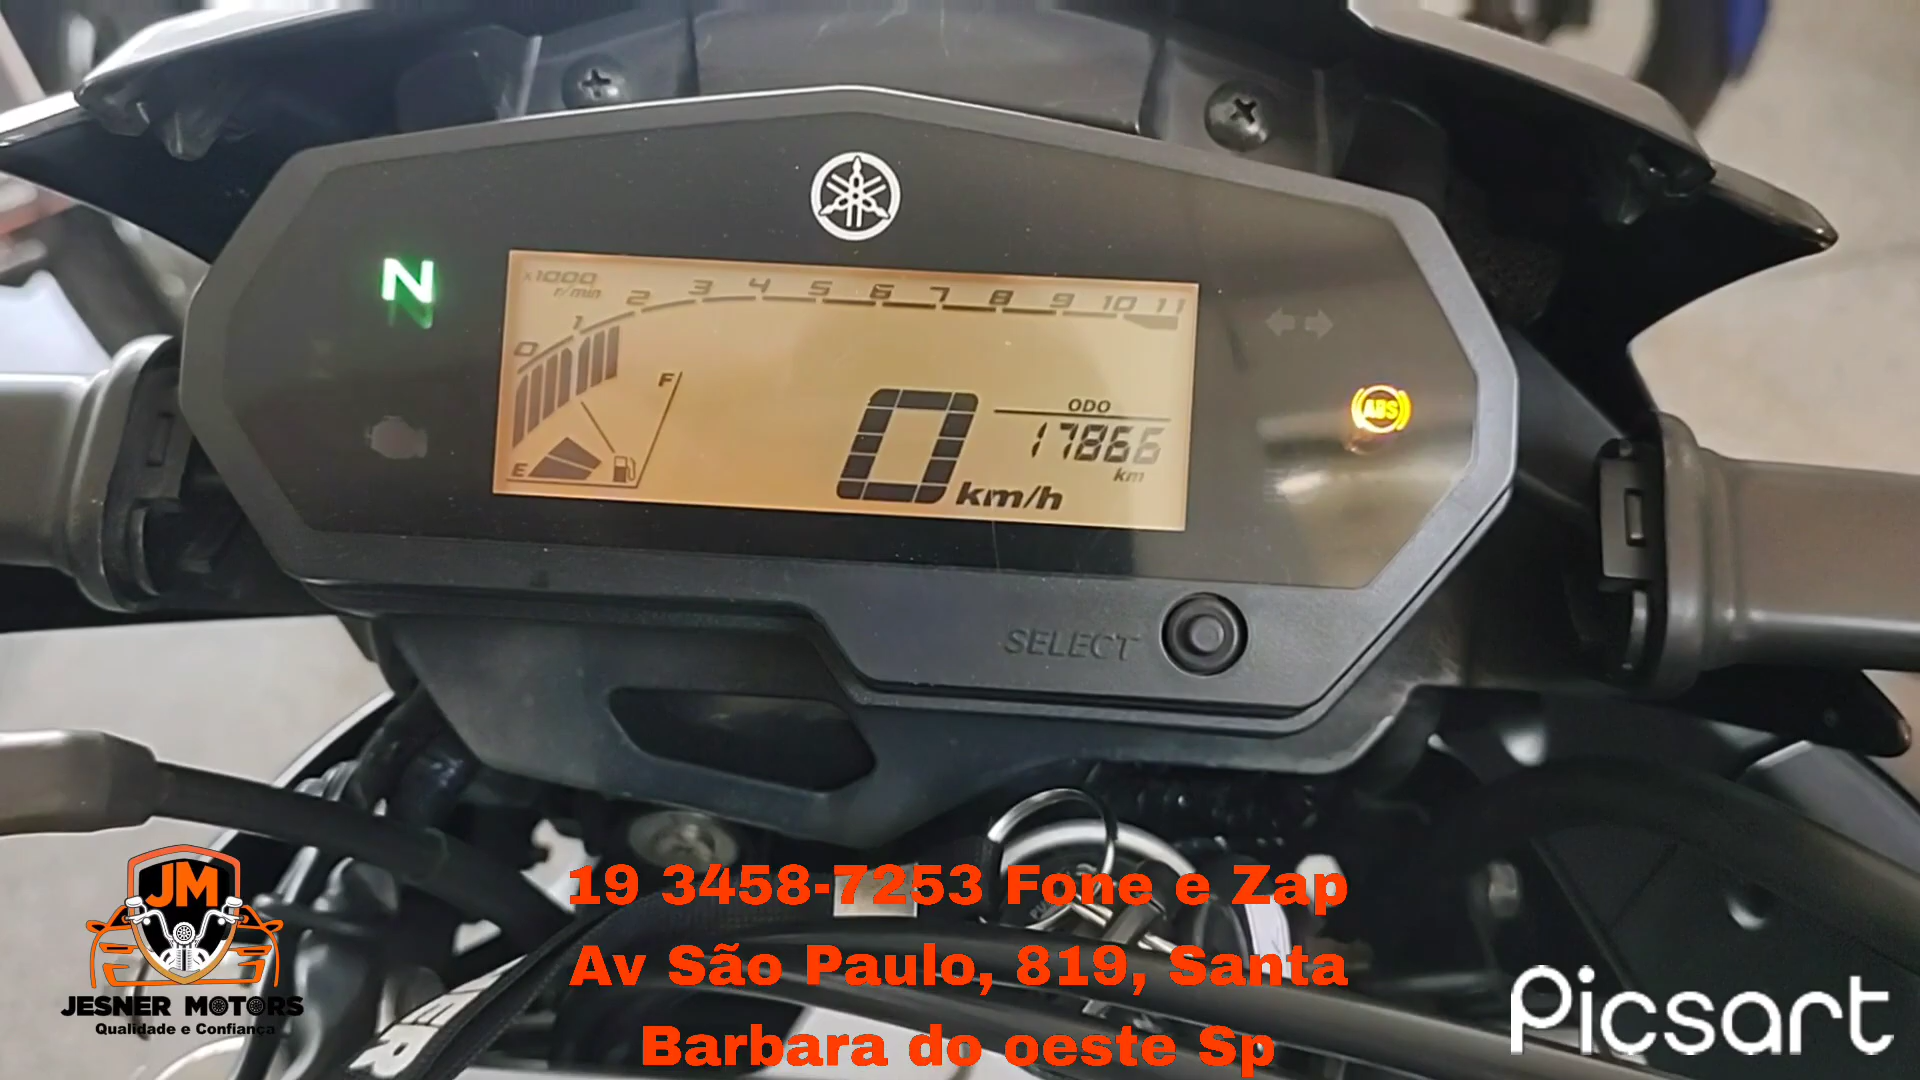 N
x1000
r/min
0 1 2 3 4 5 6 7 8 9 10 11
F
E
0 km/h
ODO
17866
km
ABS
SELECT
JM
JESNER MOTORS
Qualidade e Confiança
19 3458-7253 Fone e Zap
Av São Paulo, 819, Santa
Barbara do oeste Sp
Picsart